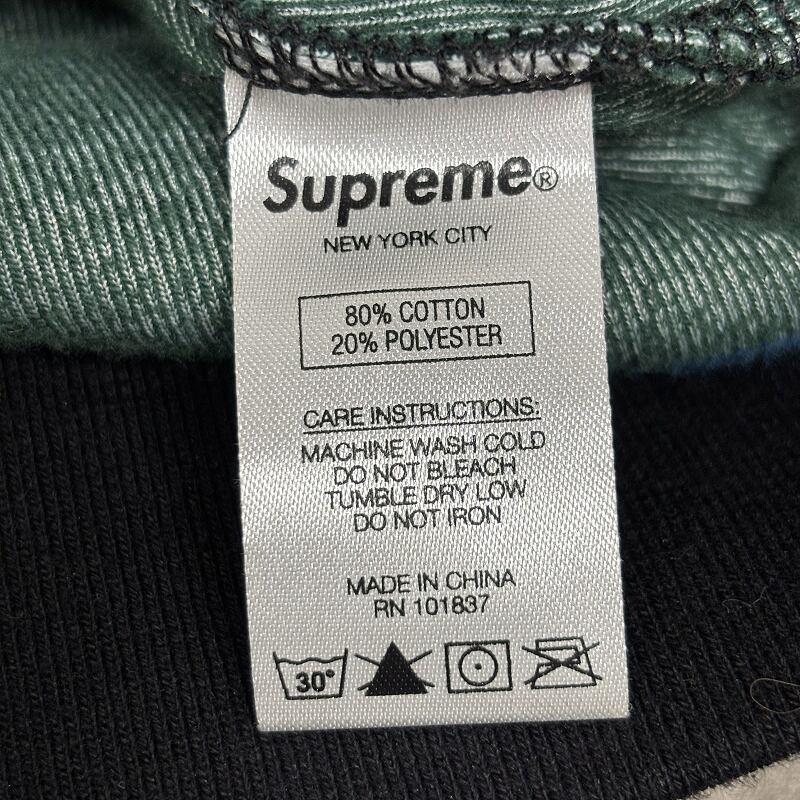 Supreme®
NEW YORK CITY
80% COTTON
20% POLYESTER
CARE INSTRUCTIONS:
MACHINE WASH COLD
DO NOT BLEACH
TUMBLE DRY LOW
DO NOT IRON
MADE IN CHINA
RN 101837
30°